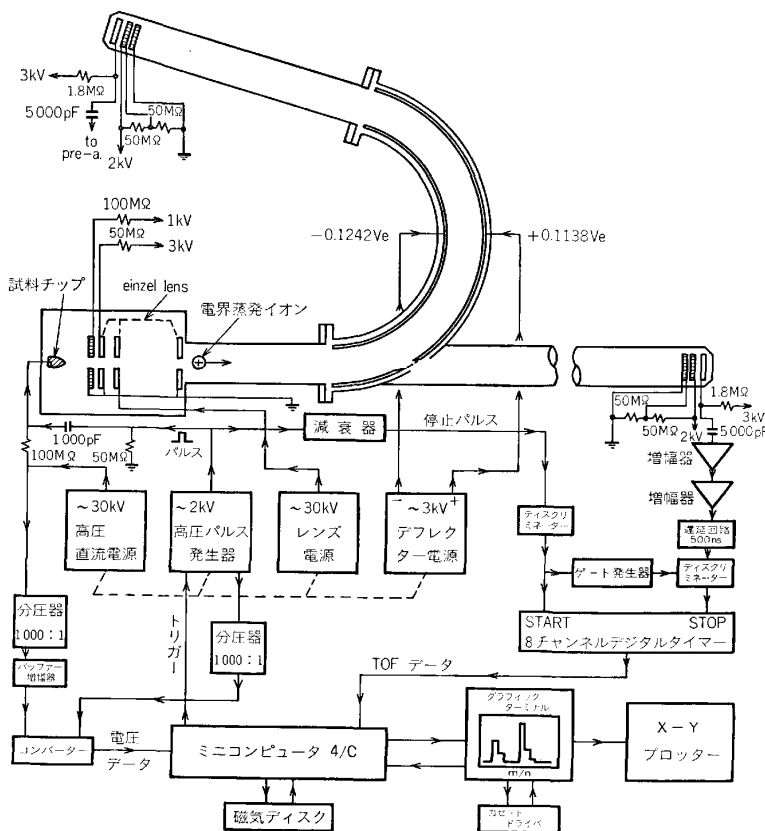 3kV
1.8MΩ
5000pF
to
pre-a.
50MΩ
50MΩ
2kV
100MΩ
1kV
50MΩ
3kV
−0.1242Ve
+0.1138Ve
試料チップ
einzel lens
電界蒸発イオン
1000pF
50MΩ
パルス
100MΩ
減衰器
停止パルス
50MΩ
50MΩ
1.8MΩ
3kV
2kV
5000pF
増幅器
増幅器
遅延回路
500ns
~30kV
高圧
直流電源
~2kV
高圧パルス
発生器
~30kV
レンズ
電源
− ~3kV +
デフレク
ター電源
ディスクリ
ミネーター
ゲート発生器
ディスクリ
ミネーター
START STOP
8チャンネルデジタルタイマー
分圧器
1000:1
バッファー
増幅器
トリガー
分圧器
1000:1
TOF データ
コンバーター
電圧
データ
ミニコンピュータ 4/C
グラフィック
ターミナル
m/n
X−Y
プロッター
磁気ディスク
カセット
ドライバ